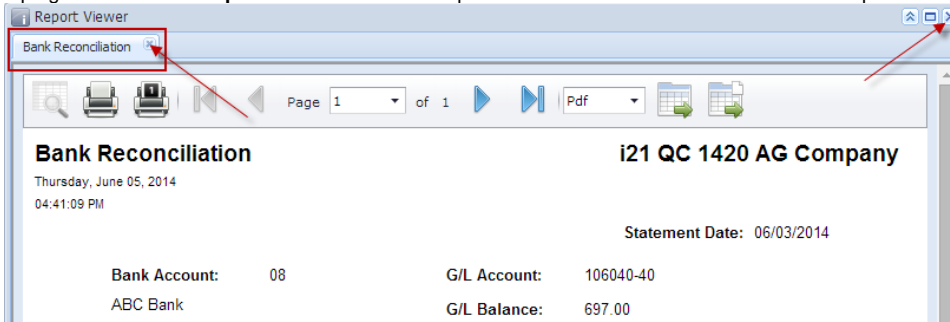 Report Viewer
Bank Reconciliation
1
Page 1 of 1 Pdf
Bank Reconciliation i21 QC 1420 AG Company
Thursday, June 05, 2014
04:41:09 PM
Statement Date: 06/03/2014
Bank Account: 08 G/L Account: 106040-40
ABC Bank G/L Balance: 697.00